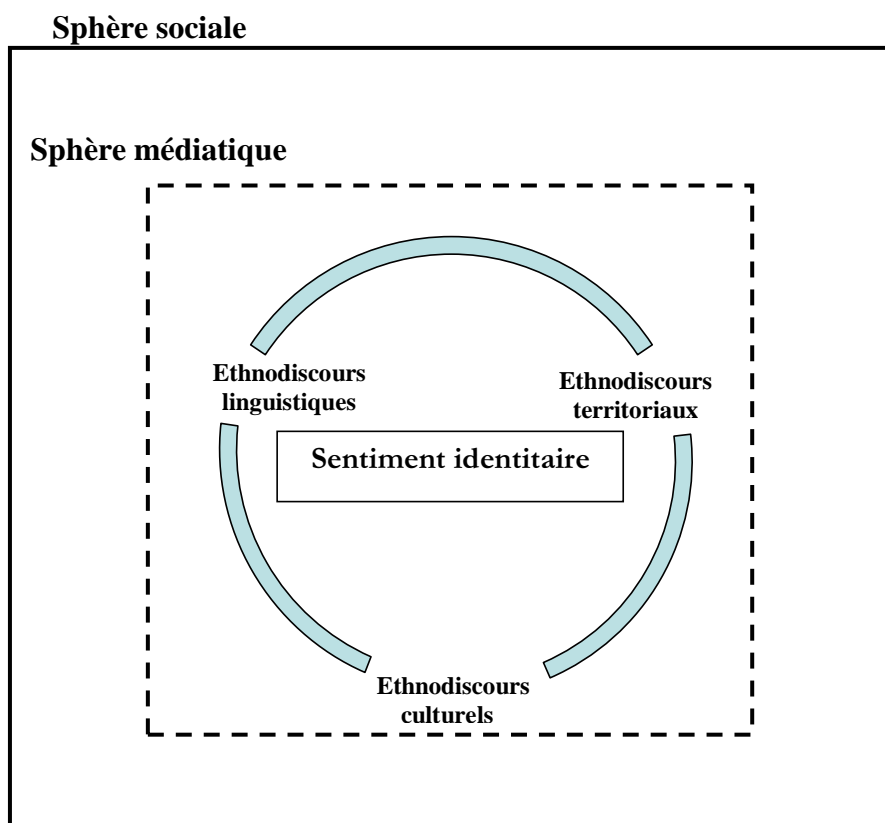 Sphère sociale
Sphère médiatique
Ethnodiscours
linguistiques
Ethnodiscours
territoriaux
Sentiment identitaire
Ethnodiscours
culturels